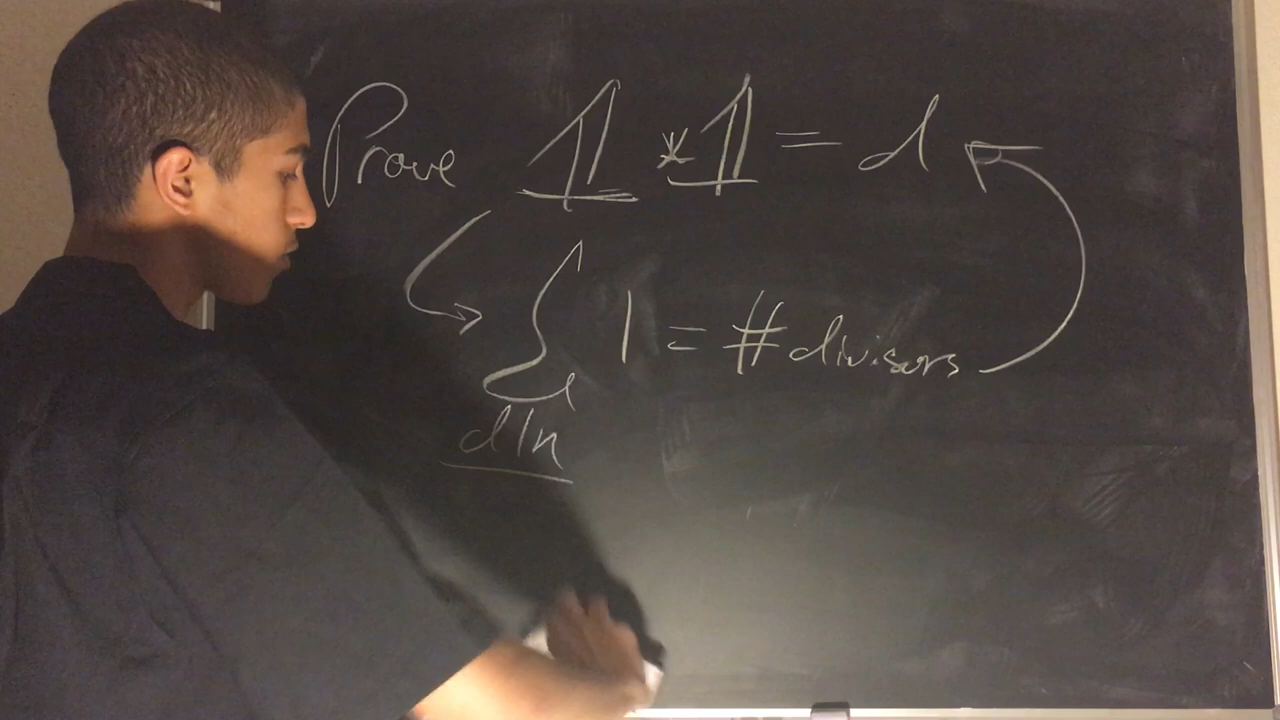 Prove 𝟙 * 𝟙 = d
∑ 1 = # divisors
d|n